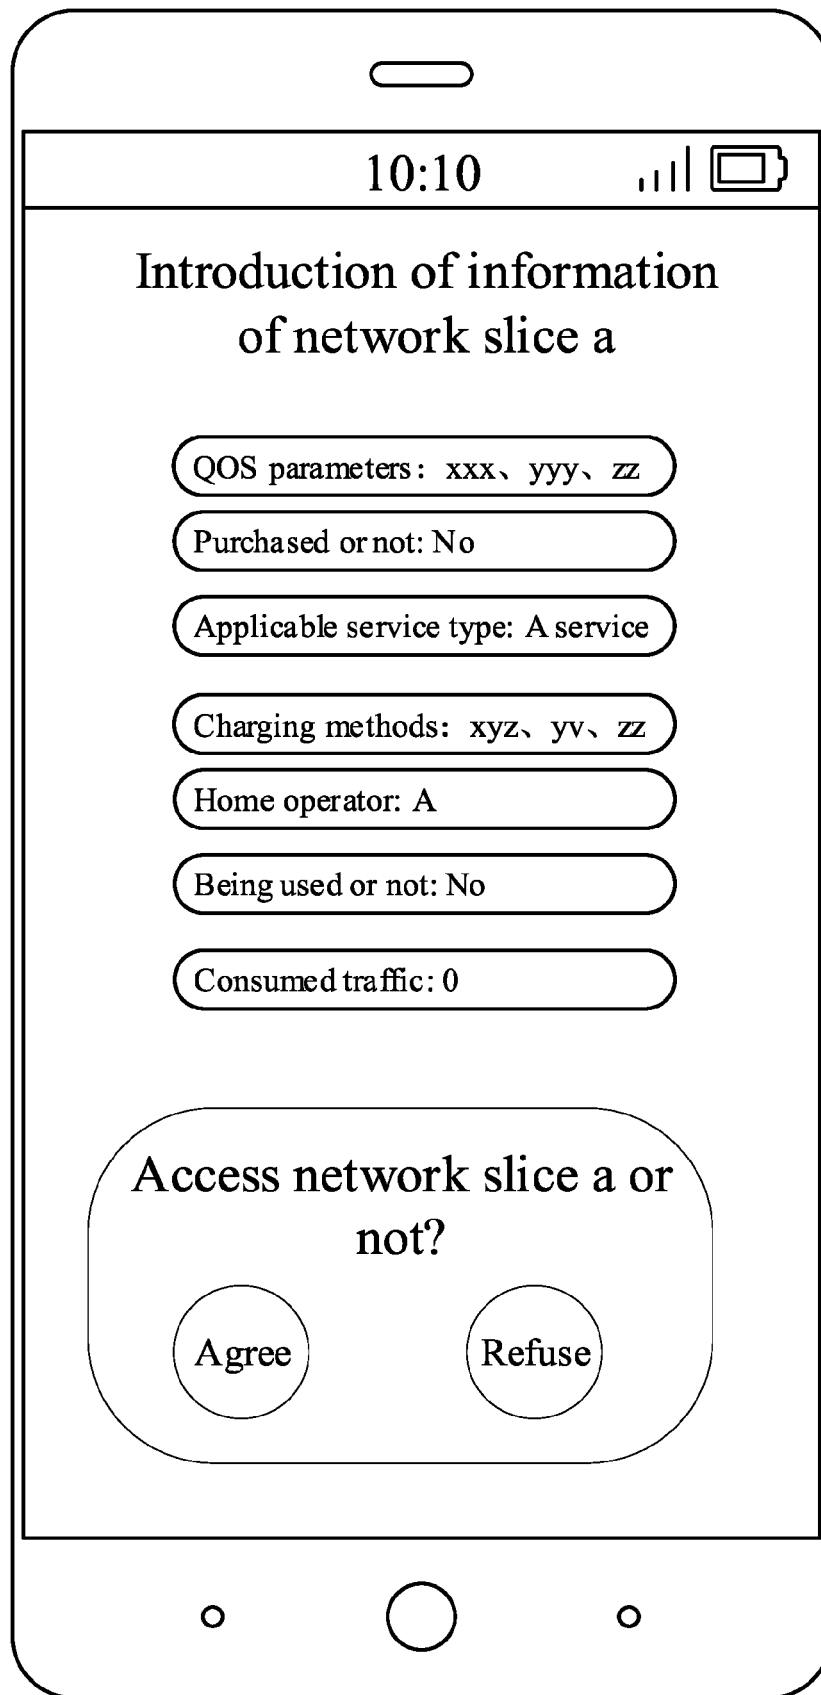 10:10
Introduction of information
of network slice a
QOS parameters： xxx、yyy、zz
Purchased or not: No
Applicable service type: A service
Charging methods： xyz、yv、zz
Home operator: A
Being used or not: No
Consumed traffic: 0
Access network slice a or
not?
Agree
Refuse